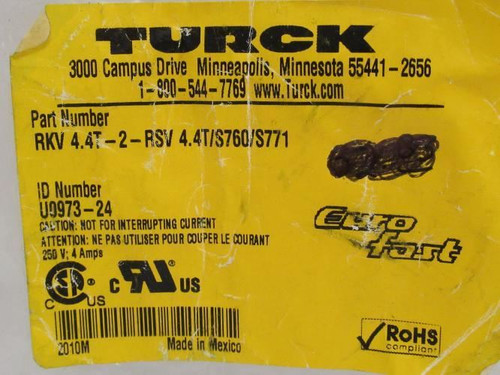 TURCK
3000 Campus Drive Minneapolis, Minnesota 55441-2656
1-800-544-7769 www.Turck.com
Part Number
RKV 4.4T-2-RSV 4.4T/S760/S771
ID Number
U0973-24
CAUTION: NOT FOR INTERRUPTING CURRENT
ATTENTION: NE PAS UTILISER POUR COUPER LE COURANT
250 V; 4 Amps
Euro
fast
C US
C US
2010M
Made in Mexico
RoHS
compliant